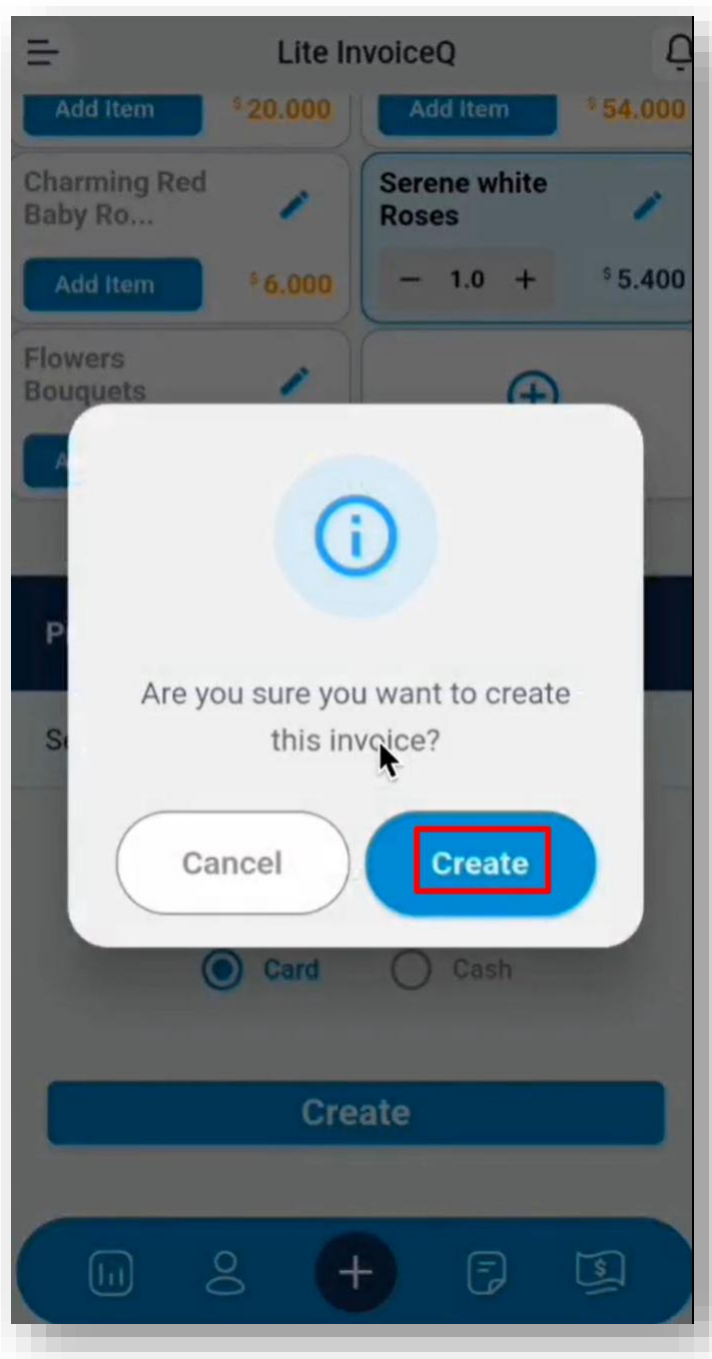 Lite InvoiceQ
Add Item $ 20.000
Add Item $ 54.000
Charming Red
Baby Ro...
Add Item $ 6.000
Serene white
Roses
− 1.0 + $ 5.400
Flowers
Bouquets
Are you sure you want to create
this invoice?
Cancel
Create
Card
Cash
Create